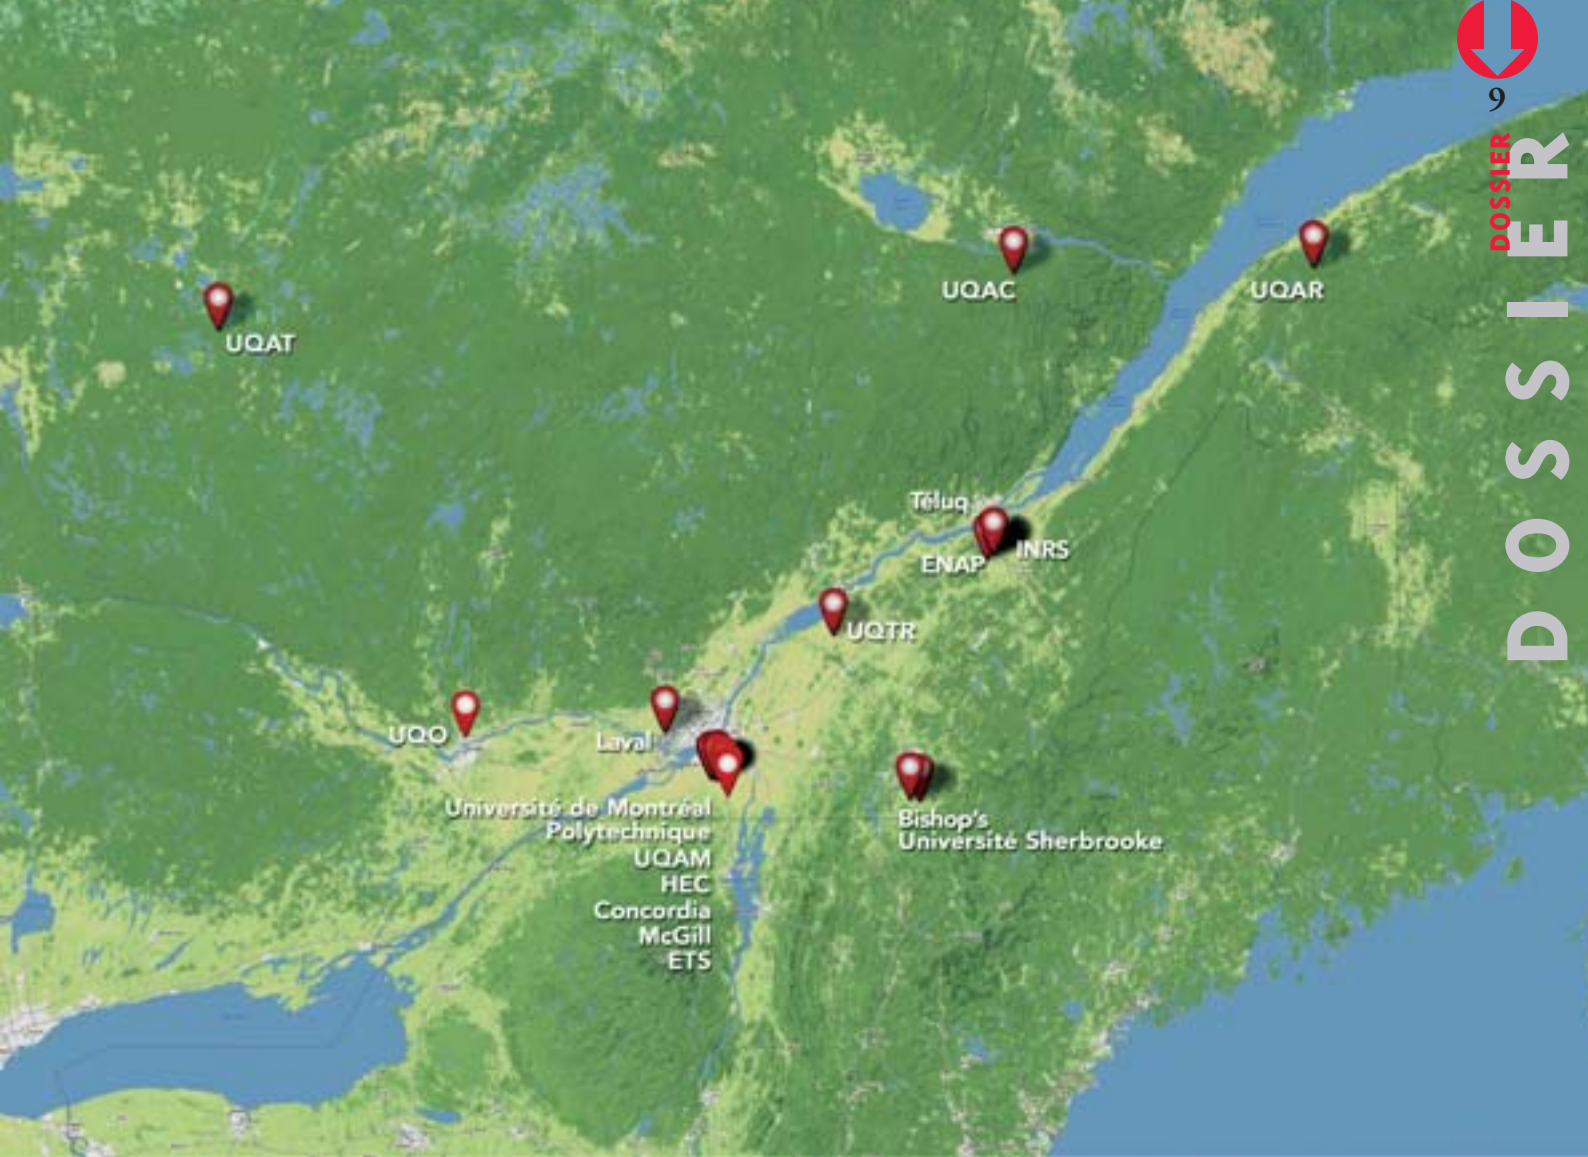 9
DOSSIER
DOSSIER
UQAC
UQAR
UQAT
Téluq
INRS
ENAP
UQTR
UQO
Laval
Université de Montréal
Polytechnique
UQAM
HEC
Concordia
McGill
ETS
Bishop's
Université Sherbrooke